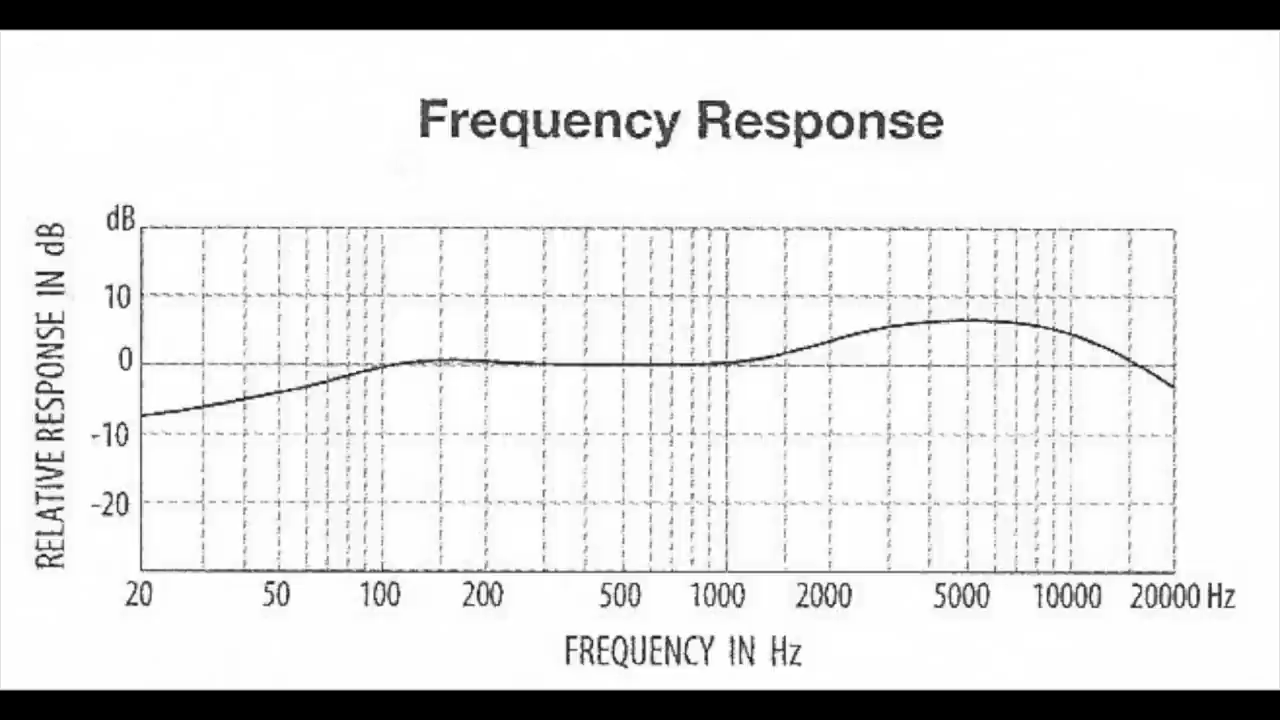 Frequency Response
dB
10
0
-10
-20
RELATIVE RESPONSE IN dB
20 50 100 200 500 1000 2000 5000 10000 20000 Hz
FREQUENCY IN Hz